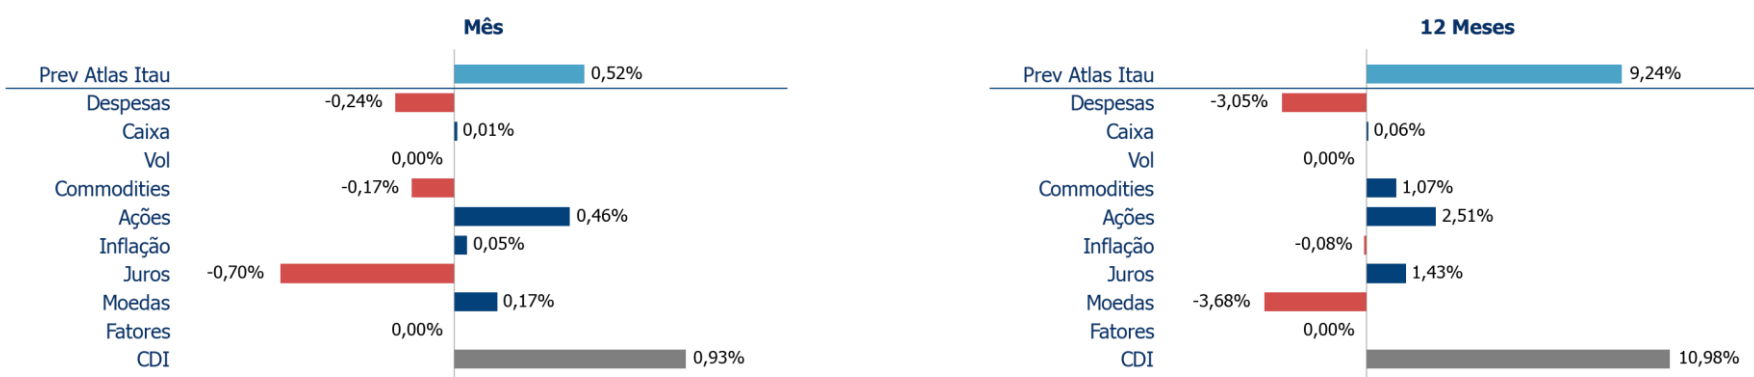 Mês
Prev Atlas Itau 0,52%
Despesas -0,24%
Caixa 0,01%
Vol 0,00%
Commodities -0,17%
Ações 0,46%
Inflação 0,05%
Juros -0,70%
Moedas 0,17%
Fatores 0,00%
CDI 0,93%
12 Meses
Prev Atlas Itau 9,24%
Despesas -3,05%
Caixa 0,06%
Vol 0,00%
Commodities 1,07%
Ações 2,51%
Inflação -0,08%
Juros 1,43%
Moedas -3,68%
Fatores 0,00%
CDI 10,98%